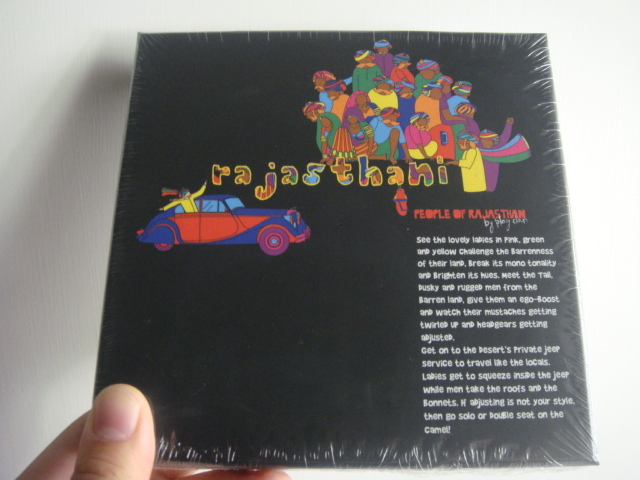 rajasthani
PEOPLE OF RAJASTHAN
by play clan
See the lovely ladies in pink, green
and yellow challenge the Barrenness
of their land, Break its mono tonality
and Brighten its hues. Meet the Tall,
Dusky and rugged men from the
Barren land, give them an ego-Boost
and watch their mustaches getting
twirled up and headgears getting
adjusted.
Get on to the Desert's private jeep
service to travel like the locals.
Ladies get to squeeze inside the jeep
while men take the roofs and the
Bonnets. If adjusting is not your style,
then go solo or Double seat on the
camel!